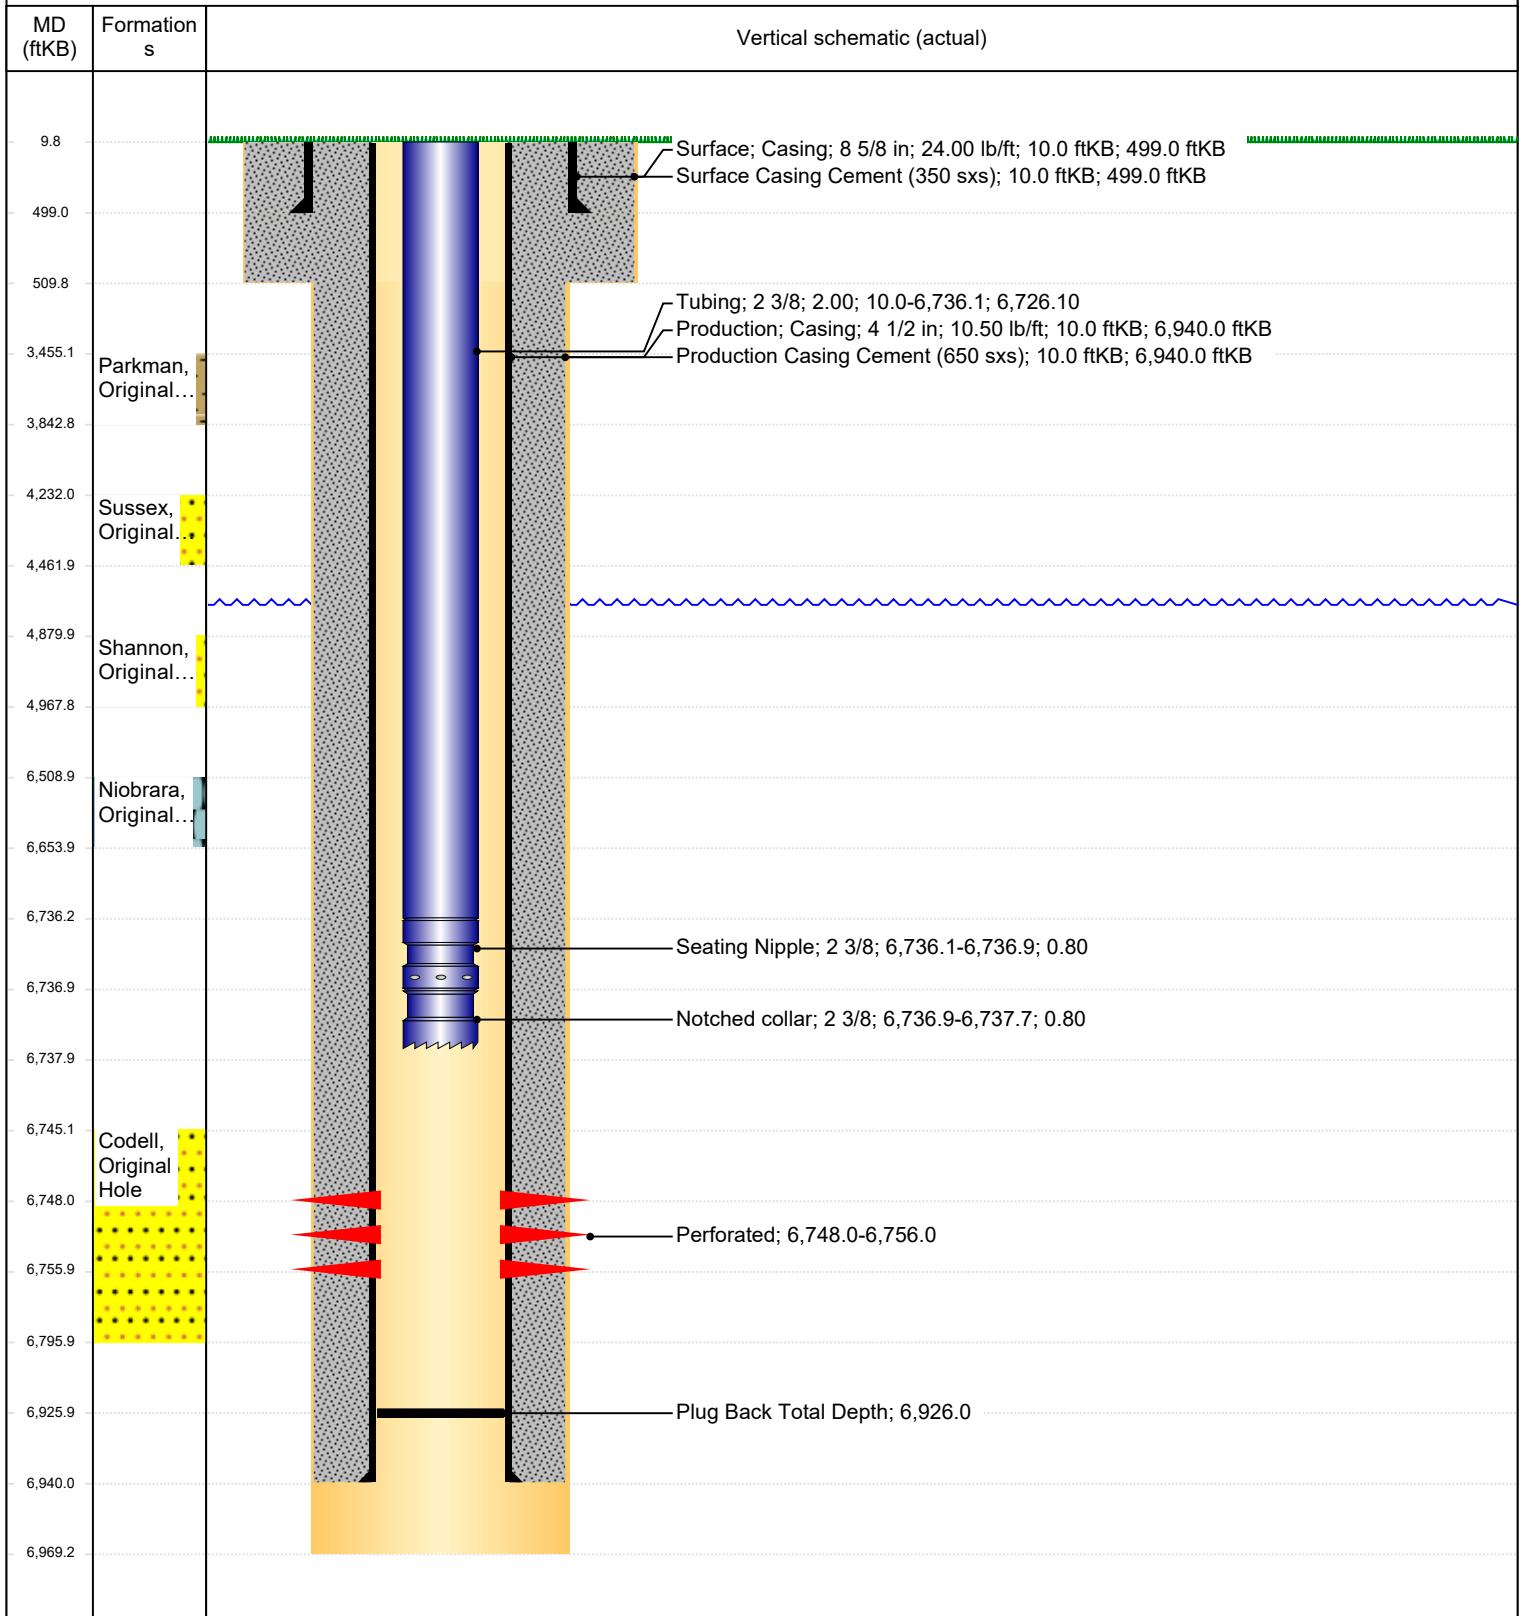 MD
(ftKB)
Formation
s
Vertical schematic (actual)
9.8
Surface; Casing; 8 5/8 in; 24.00 lb/ft; 10.0 ftKB; 499.0 ftKB
Surface Casing Cement (350 sxs); 10.0 ftKB; 499.0 ftKB
499.0
509.8
Tubing; 2 3/8; 2.00; 10.0-6,736.1; 6,726.10
Production; Casing; 4 1/2 in; 10.50 lb/ft; 10.0 ftKB; 6,940.0 ftKB
Production Casing Cement (650 sxs); 10.0 ftKB; 6,940.0 ftKB
3,455.1
Parkman,
Original...
3,842.8
4,232.0
Sussex,
Original...
4,461.9
4,879.9
Shannon,
Original...
4,967.8
6,508.9
Niobrara,
Original...
6,653.9
6,736.2
Seating Nipple; 2 3/8; 6,736.1-6,736.9; 0.80
6,736.9
Notched collar; 2 3/8; 6,736.9-6,737.7; 0.80
6,737.9
6,745.1
Codell,
Original
Hole
6,748.0
Perforated; 6,748.0-6,756.0
6,755.9
6,795.9
6,925.9
Plug Back Total Depth; 6,926.0
6,940.0
6,969.2